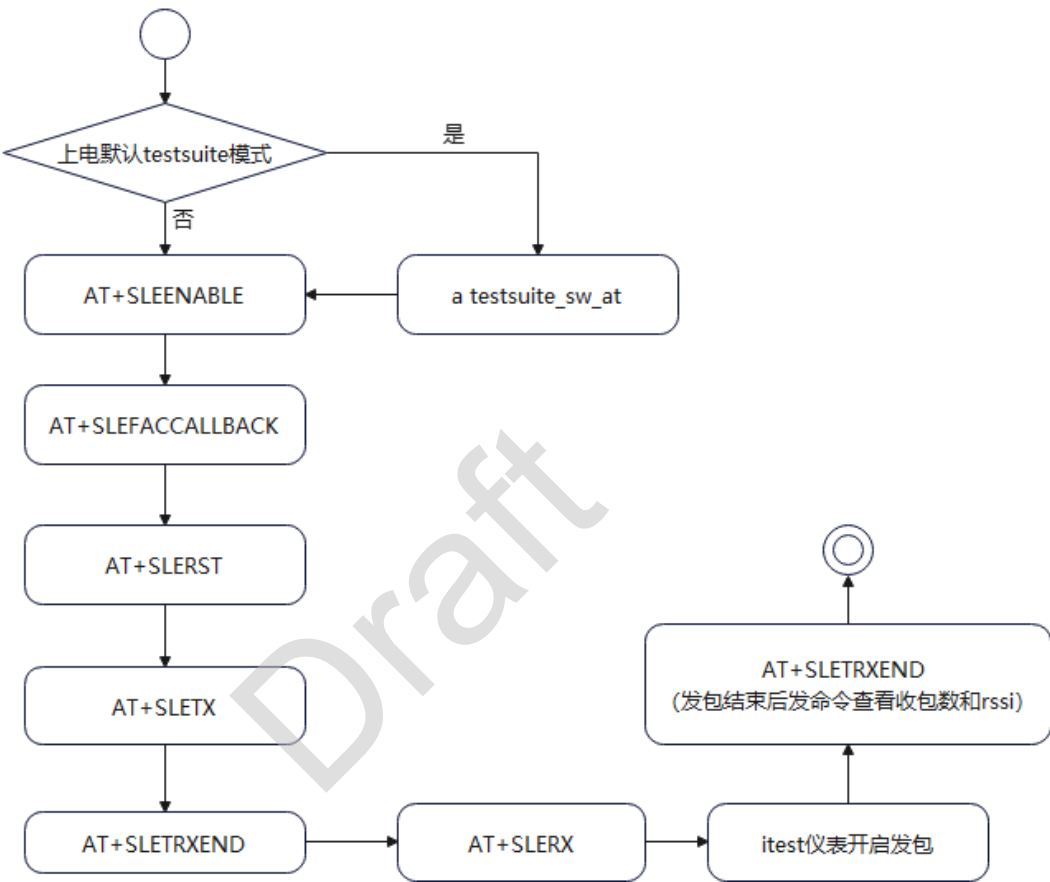 上电默认testsuite模式
是
否
AT+SLEENABLE
a testsuite_sw_at
AT+SLEFACCALLBACK
AT+SLERST
AT+SLETX
AT+SLETRXEND
AT+SLERX
itest仪表开启发包
AT+SLETRXEND
(发包结束后发命令查看收包数和rssi)
Draft